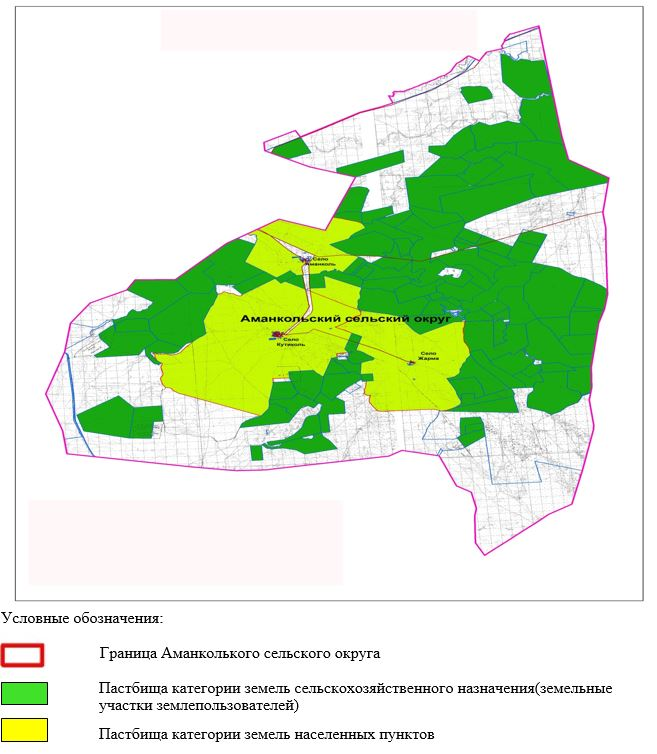 Село
Аманколь
Аманкольский сельский округ
Село
Кутиколь
Село
Жарма
Условные обозначения:
Граница Аманколького сельского округа
Пастбища категории земель сельскохозяйственного назначения(земельные
участки землепользователей)
Пастбища категории земель населенных пунктов